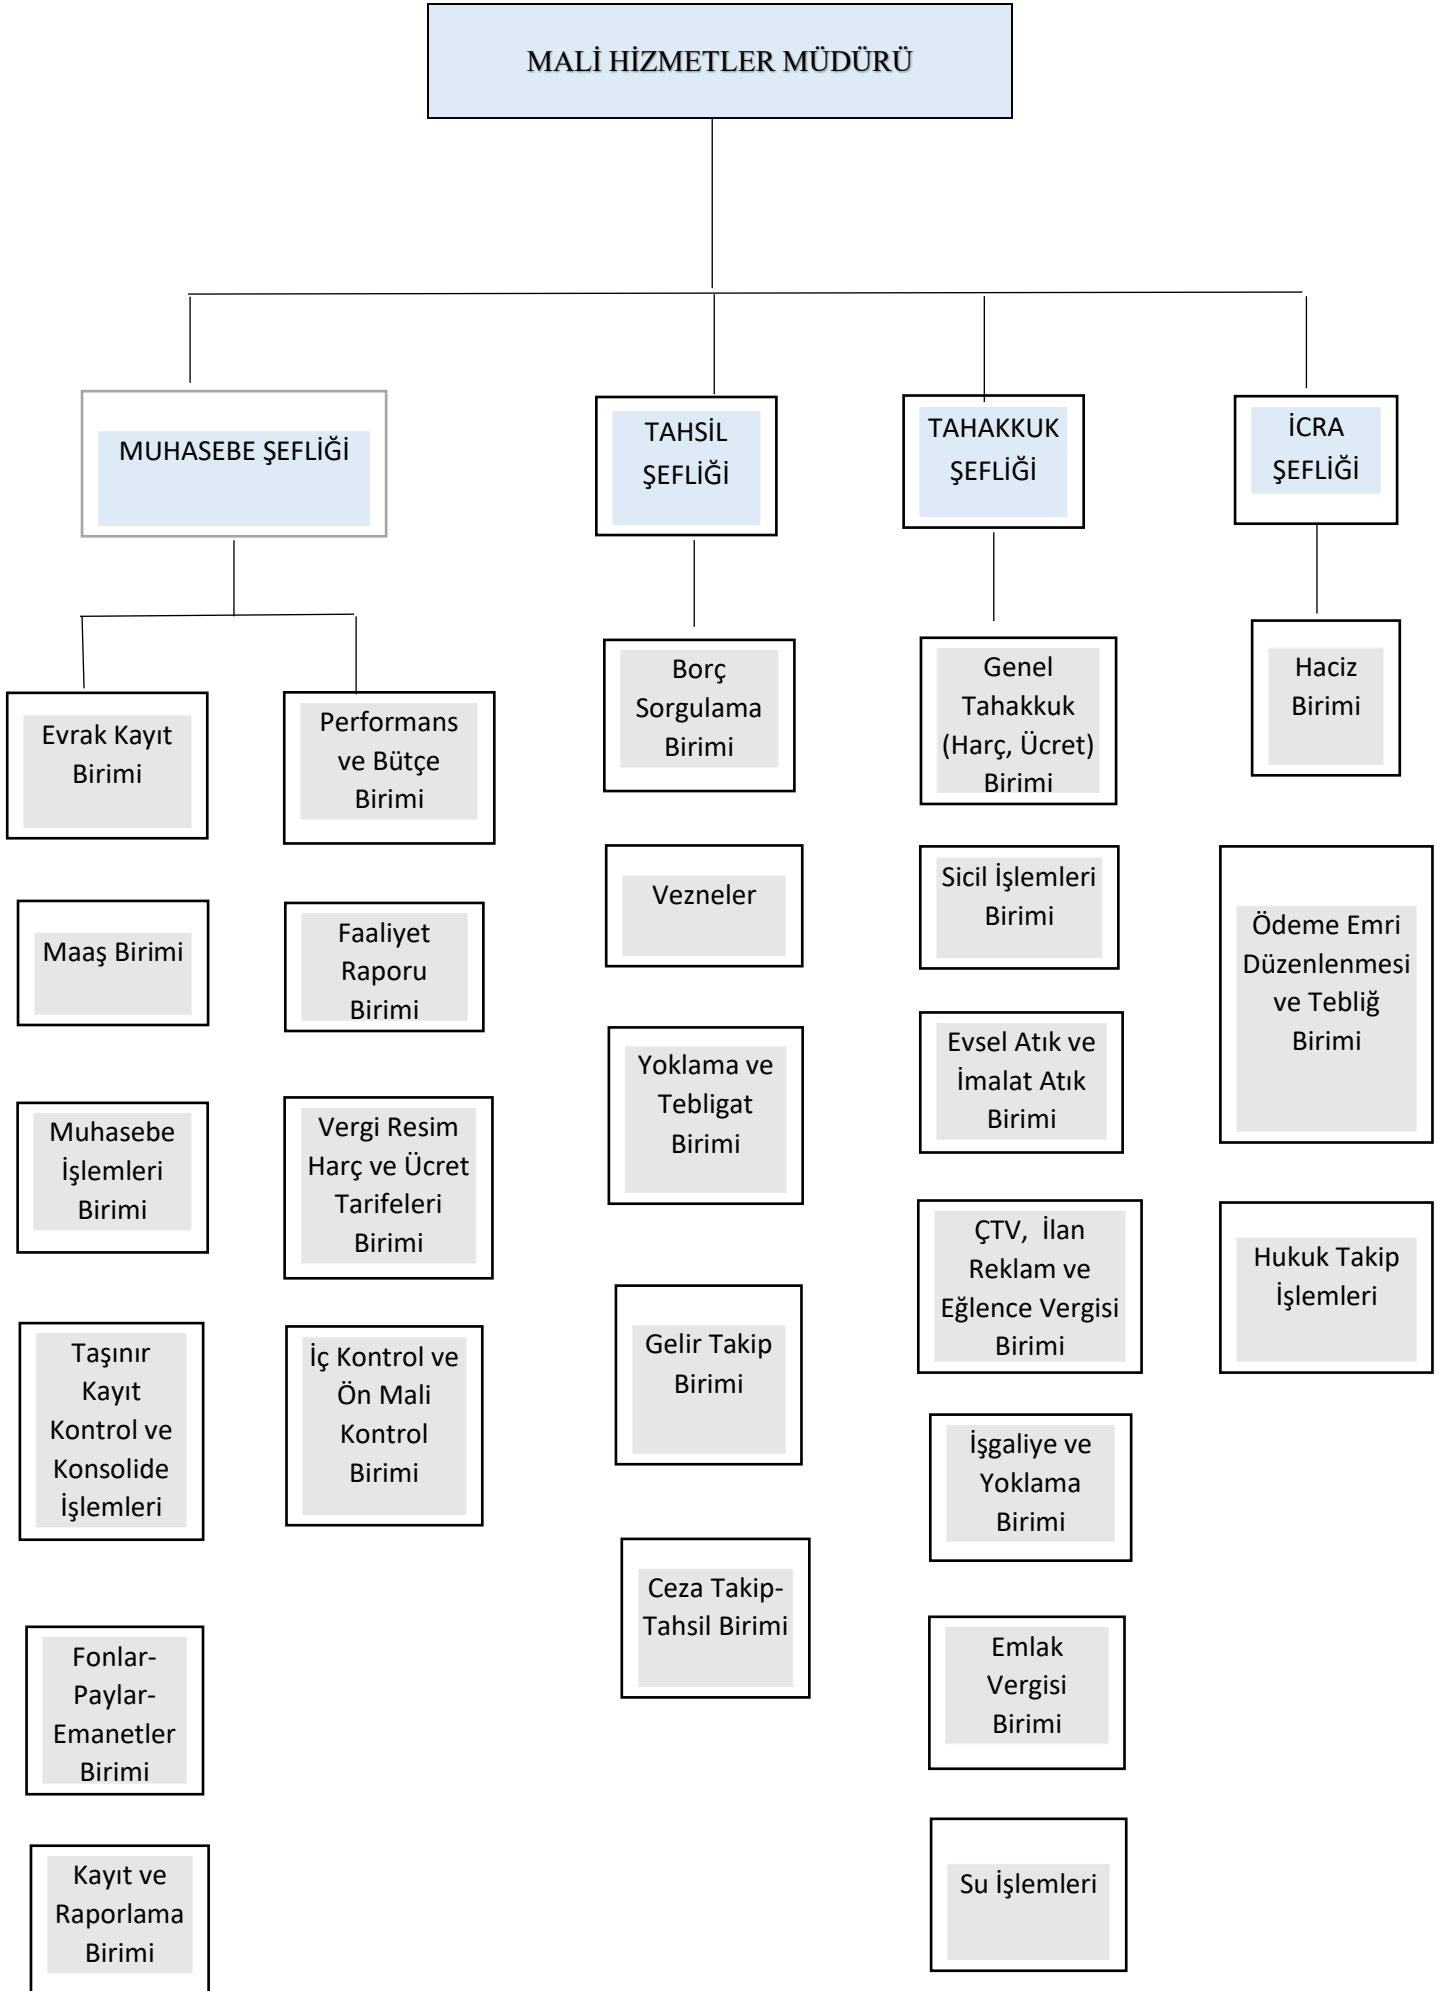 MALİ HİZMETLER MÜDÜRÜ
MUHASEBE ŞEFLİĞİ
TAHSİL
ŞEFLİĞİ
TAHAKKUK
ŞEFLİĞİ
İCRA
ŞEFLİĞİ
Evrak Kayıt
Birimi
Maaş Birimi
Muhasebe
İşlemleri
Birimi
Taşınır
Kayıt
Kontrol ve
Konsolide
İşlemleri
Fonlar-
Paylar-
Emanetler
Birimi
Kayıt ve
Raporlama
Birimi
Performans
ve Bütçe
Birimi
Faaliyet
Raporu
Birimi
Vergi Resim
Harç ve Ücret
Tarifeleri
Birimi
İç Kontrol ve
Ön Mali
Kontrol
Birimi
Borç
Sorgulama
Birimi
Vezneler
Yoklama ve
Tebligat
Birimi
Gelir Takip
Birimi
Ceza Takip-
Tahsil Birimi
Genel
Tahakkuk
(Harç, Ücret)
Birimi
Sicil İşlemleri
Birimi
Evsel Atık ve
İmalat Atık
Birimi
ÇTV,  İlan
Reklam ve
Eğlence Vergisi
Birimi
İşgaliye ve
Yoklama
Birimi
Emlak
Vergisi
Birimi
Su İşlemleri
Haciz
Birimi
Ödeme Emri
Düzenlenmesi
ve Tebliğ
Birimi
Hukuk Takip
İşlemleri